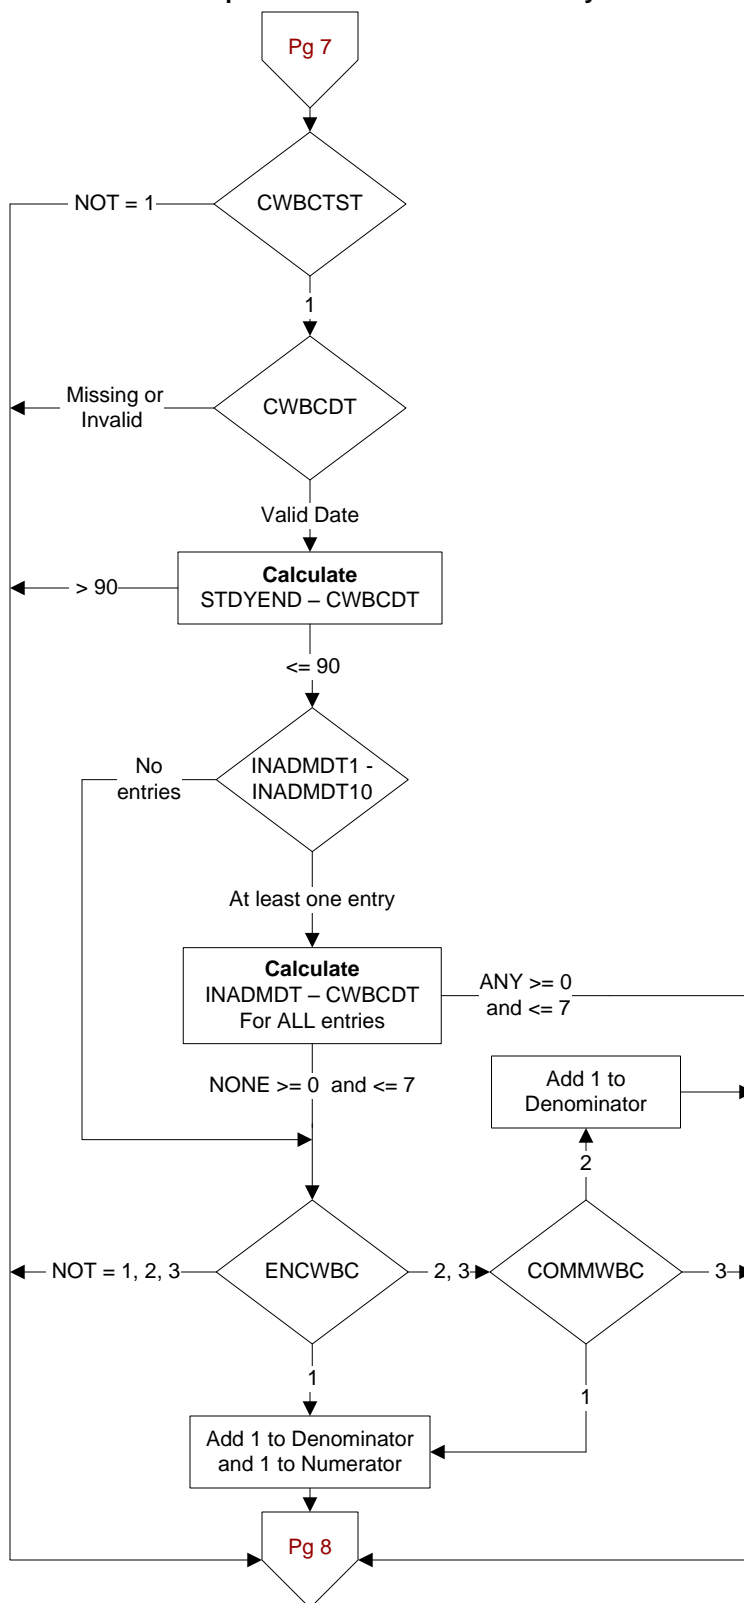 Pg 7
CWBCTST
NOT = 1
1
CWBCDT
Missing or
Invalid
Valid Date
Calculate
STDYEND – CWBCDT
> 90
<= 90
INADMDT1 -
INADMDT10
No
entries
At least one entry
Calculate
INADMDT – CWBCDT
For ALL entries
ANY >= 0
and <= 7
NONE >= 0 and <= 7
Add 1 to
Denominator
2
NOT = 1, 2, 3
ENCWBC
2, 3
COMMWBC
3
1
1
Add 1 to Denominator
and 1 to Numerator
Pg 8